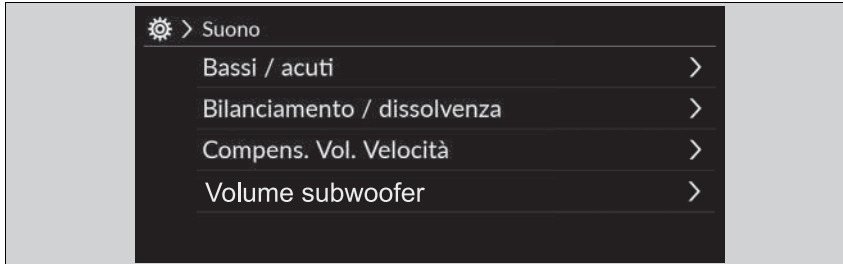 > Suono
Bassi / acuti >
Bilanciamento / dissolvenza >
Compens. Vol. Velocità >
Volume subwoofer >